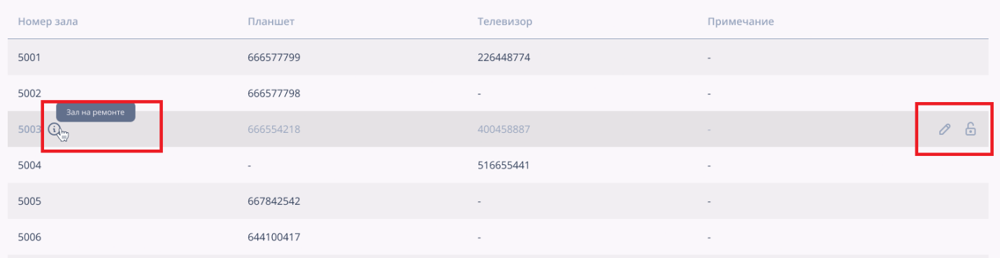 Номер зала Планшет Телевизор Примечание
5001 666577799 226448774 -
5002 666577798 - -
Зал на ремонте
5003 666554218 400458887 -
5004 - 516655441 -
5005 667842542 - -
5006 644100417 - -